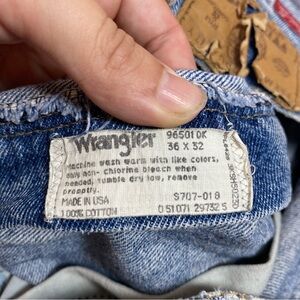 Wrangler 96501DK
36 X 32
machine wash warm with like colors,
only non- chlorine bleach when
needed, tumble dry low, remove
promptly.
MADE IN USA S707-018
100% COTTON 0 51071 29732 5